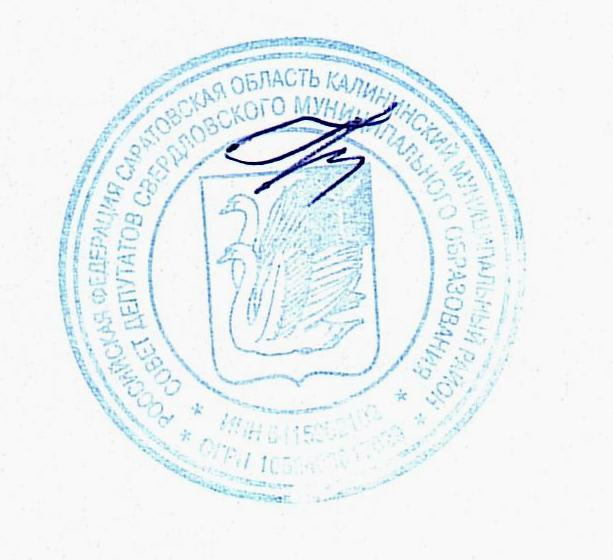 РОССИЙСКАЯ ФЕДЕРАЦИЯ САРАТОВСКАЯ ОБЛАСТЬ КАЛИНИНСКИЙ МУНИЦИПАЛЬНЫЙ РАЙОН
СОВЕТ ДЕПУТАТОВ СВЕРДЛОВСКОГО МУНИЦИПАЛЬНОГО ОБРАЗОВАНИЯ
* ИНН *
* ОГРН *